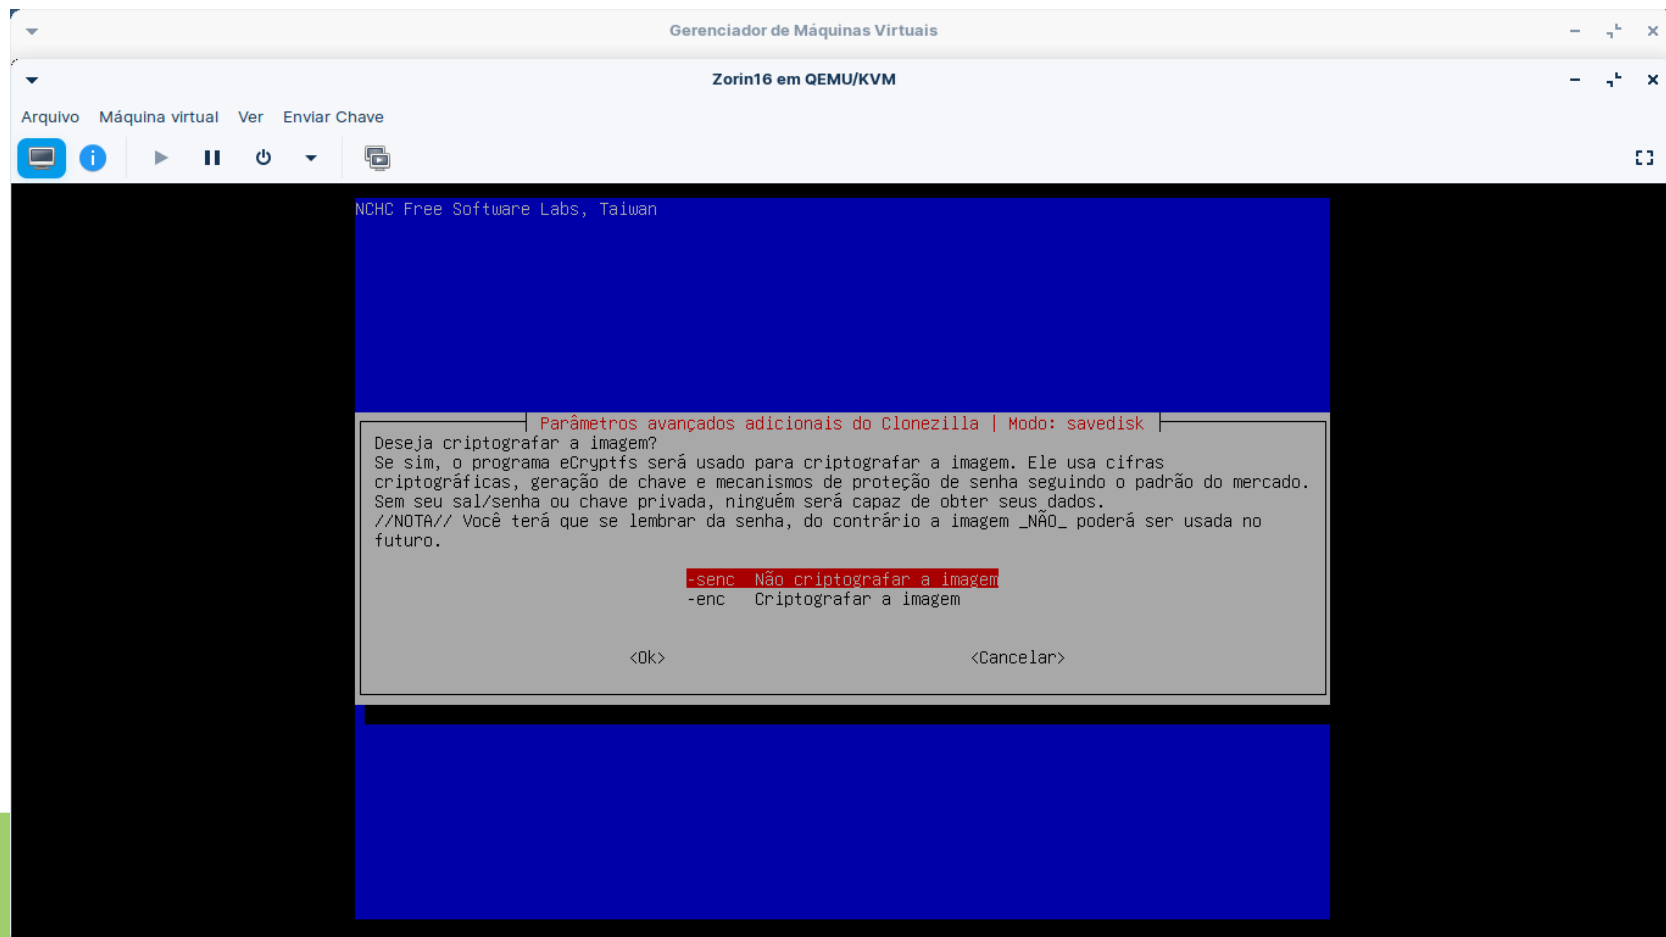 Gerenciador de Máquinas Virtuais
Zorin16 em QEMU/KVM
Arquivo Máquina virtual Ver Enviar Chave
NCHC Free Software Labs, Taiwan
Parâmetros avançados adicionais do Clonezilla | Modo: savedisk
Deseja criptografar a imagem?
Se sim, o programa eCryptfs será usado para criptografar a imagem. Ele usa cifras
criptográficas, geração de chave e mecanismos de proteção de senha seguindo o padrão do mercado.
Sem seu sal/senha ou chave privada, ninguém será capaz de obter seus dados.
//NOTA// Você terá que se lembrar da senha, do contrário a imagem _NÃO_ poderá ser usada no
futuro.
-senc Não criptografar a imagem
-enc Criptografar a imagem
<Ok> <Cancelar>